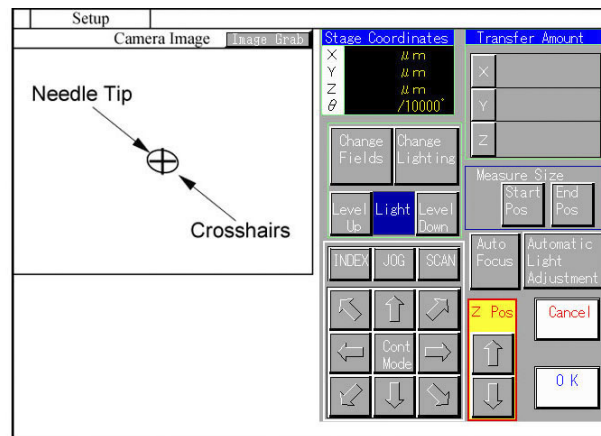 Setup
Camera Image
Image Grab
Needle Tip
Crosshairs
Stage Coordinates
X μm
Y μm
Z μm
θ /10000°
Transfer Amount
X
Y
Z
Change
Fields
Change
Lighting
Measure Size
Start
Pos
End
Pos
Level
Up
Light
Level
Down
Auto
Focus
Automatic
Light
Adjustment
INDEX
JOG
SCAN
Cont
Mode
Z Pos
Cancel
OK